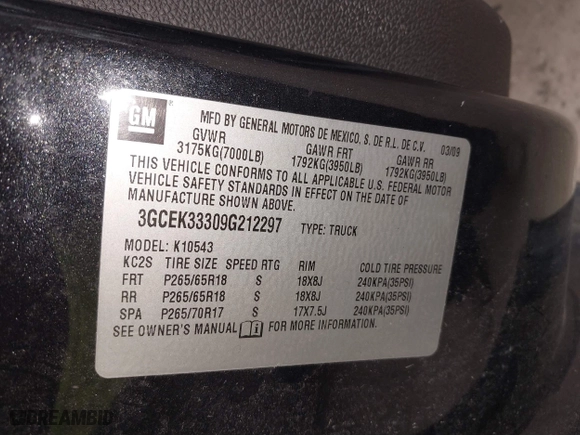 GM
MFD BY GENERAL MOTORS DE MEXICO, S. DE R.L. DE C.V. 03/09
GVWR GAWR FRT GAWR RR
3175KG(7000LB) 1792KG(3950LB) 1792KG(3950LB)
THIS VEHICLE CONFORMS TO ALL APPLICABLE U.S. FEDERAL MOTOR
VEHICLE SAFETY STANDARDS IN EFFECT ON THE DATE OF
MANUFACTURE SHOWN ABOVE.
3GCEK33309G212297 TYPE: TRUCK
MODEL: K10543
KC2S TIRE SIZE SPEED RTG RIM COLD TIRE PRESSURE
FRT P265/65R18 S 18X8J 240KPA(35PSI)
RR P265/65R18 S 18X8J 240KPA(35PSI)
SPA P265/70R17 S 17X7.5J 240KPA(35PSI)
SEE OWNER'S MANUAL i FOR MORE INFORMATION.
DREAMBID